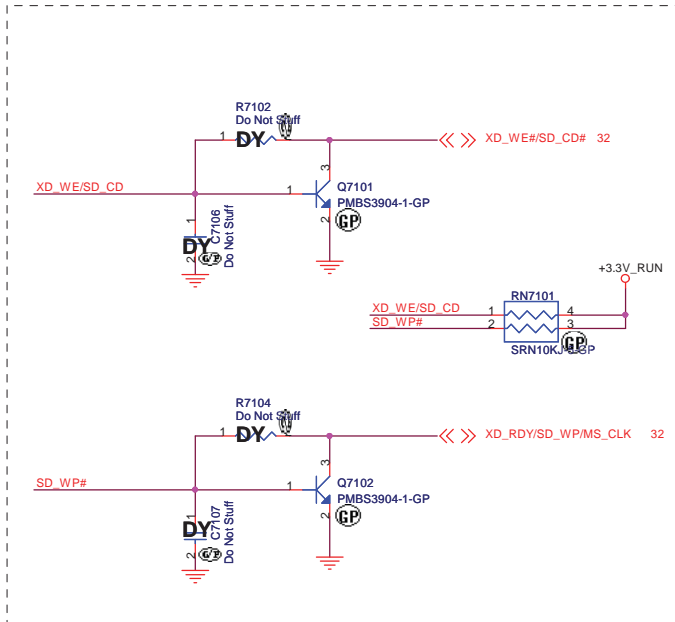 R7102
Do Not Stuff
1 DY
XD_WE#/SD_CD# 32
3
XD_WE/SD_CD
1
Q7101
PMBS3904-1-GP
2
GP
1
C7106
DY
Do Not Stuff
2
G/P
+3.3V_RUN
RN7101
XD_WE/SD_CD 1 4
SD_WP# 2 3
GP
R7104
Do Not Stuff
1 DY
XD_RDY/SD_WP/MS_CLK 32
3
SD_WP#
1
Q7102
PMBS3904-1-GP
2
GP
1
C7107
DY
Do Not Stuff
2
G/P